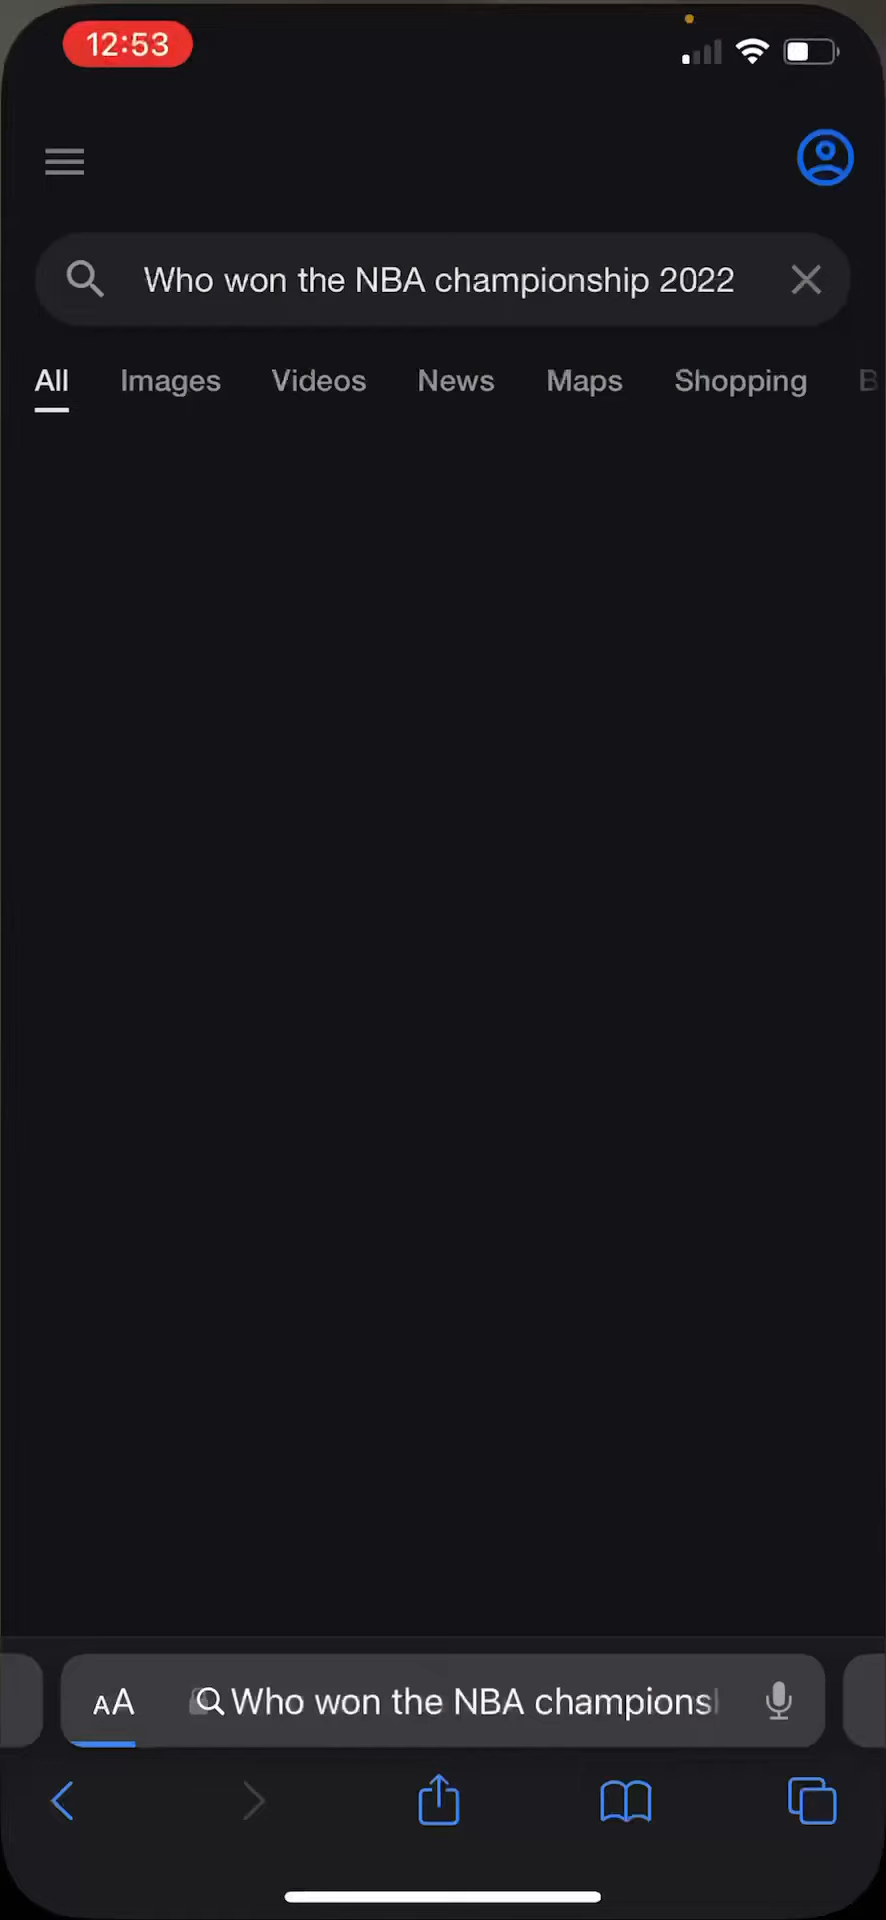 12:53
Who won the NBA championship 2022
All Images Videos News Maps Shopping B
AA Who won the NBA champions